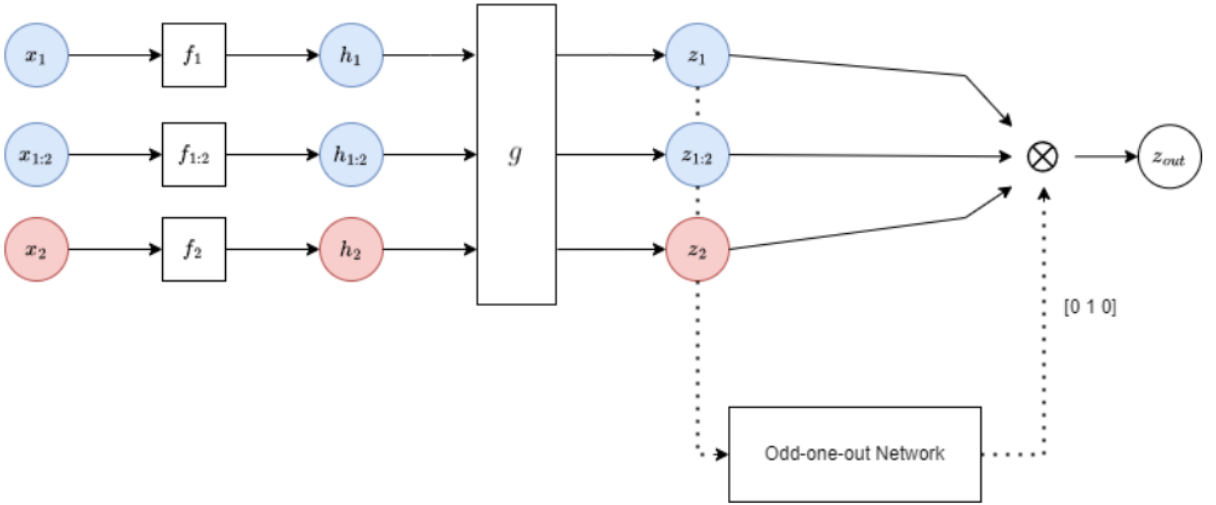 x₁ f₁ h₁ z₁
x₁:₂ f₁:₂ h₁:₂ g z₁:₂ z_out
x₂ f₂ h₂ z₂
[0 1 0]
Odd-one-out Network